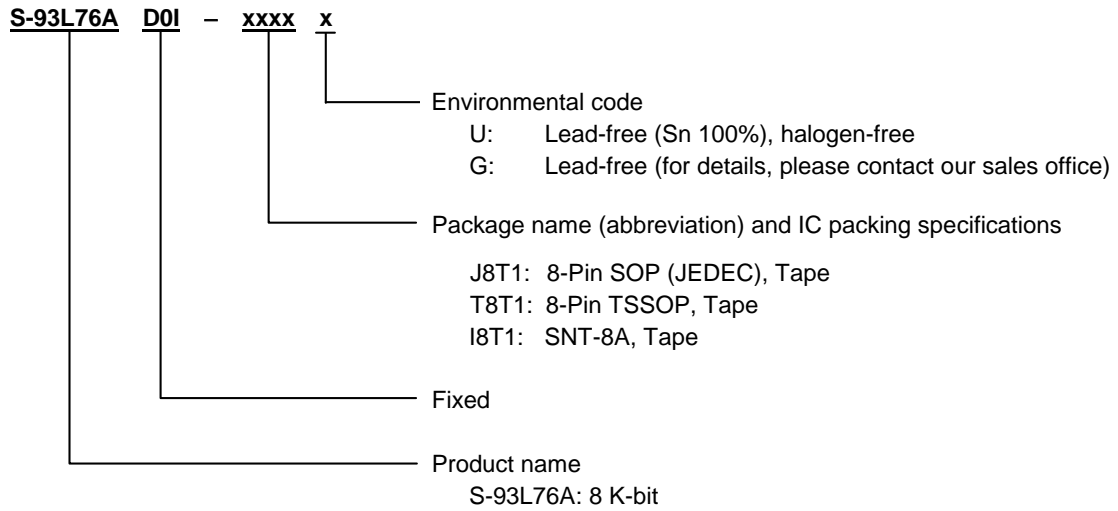 S-93L76A D0I – xxxx x
Environmental code
U: Lead-free (Sn 100%), halogen-free
G: Lead-free (for details, please contact our sales office)
Package name (abbreviation) and IC packing specifications
J8T1: 8-Pin SOP (JEDEC), Tape
T8T1: 8-Pin TSSOP, Tape
I8T1: SNT-8A, Tape
Fixed
Product name
S-93L76A: 8 K-bit